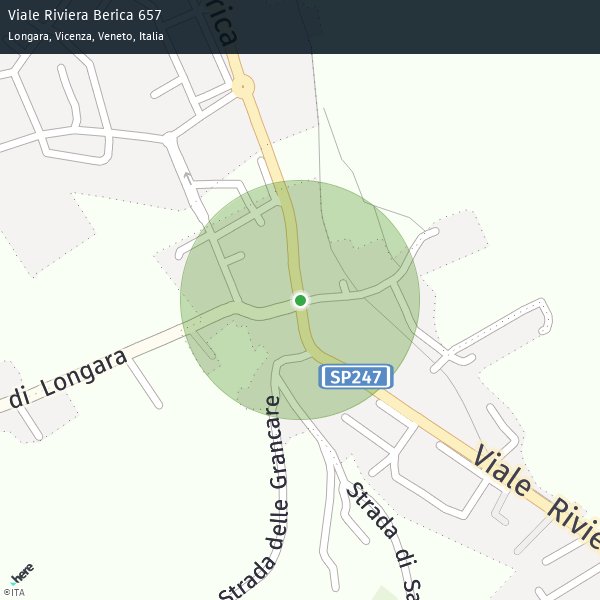 Viale Riviera Berica 657
Longara, Vicenza, Veneto, Italia
erica
di Longara
SP247
Strada delle Grancare
Strada di Sa
Viale Rivie
here
©ITA